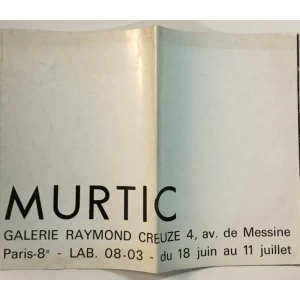 MURTIC
GALERIE RAYMOND CREUZE 4, av. de Messine
Paris-8e - LAB. 08-03 - du 18 juin au 11 juillet